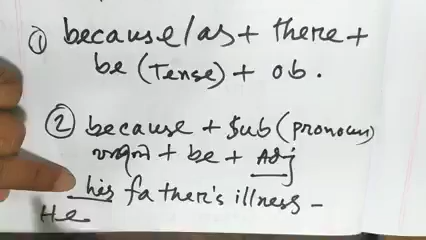 ① because/as + there +
be (Tense) + ob.
② because + Sub (pronoun)
+ be + Adj
his father's illness –
He